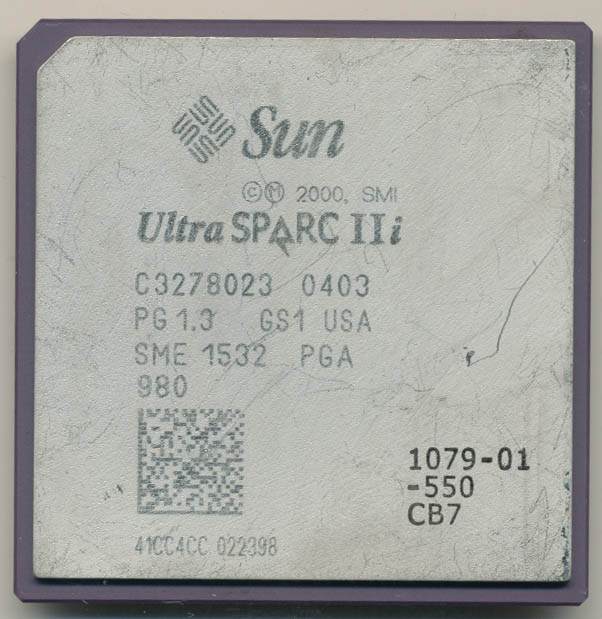 Sun
©Ⓜ 2000, SMI
UltraSPARC IIi
C3278023 0403
PG 1.3 GS1 USA
SME 1532 PGA
980
1079-01
-550
CB7
41CC4CC 022398